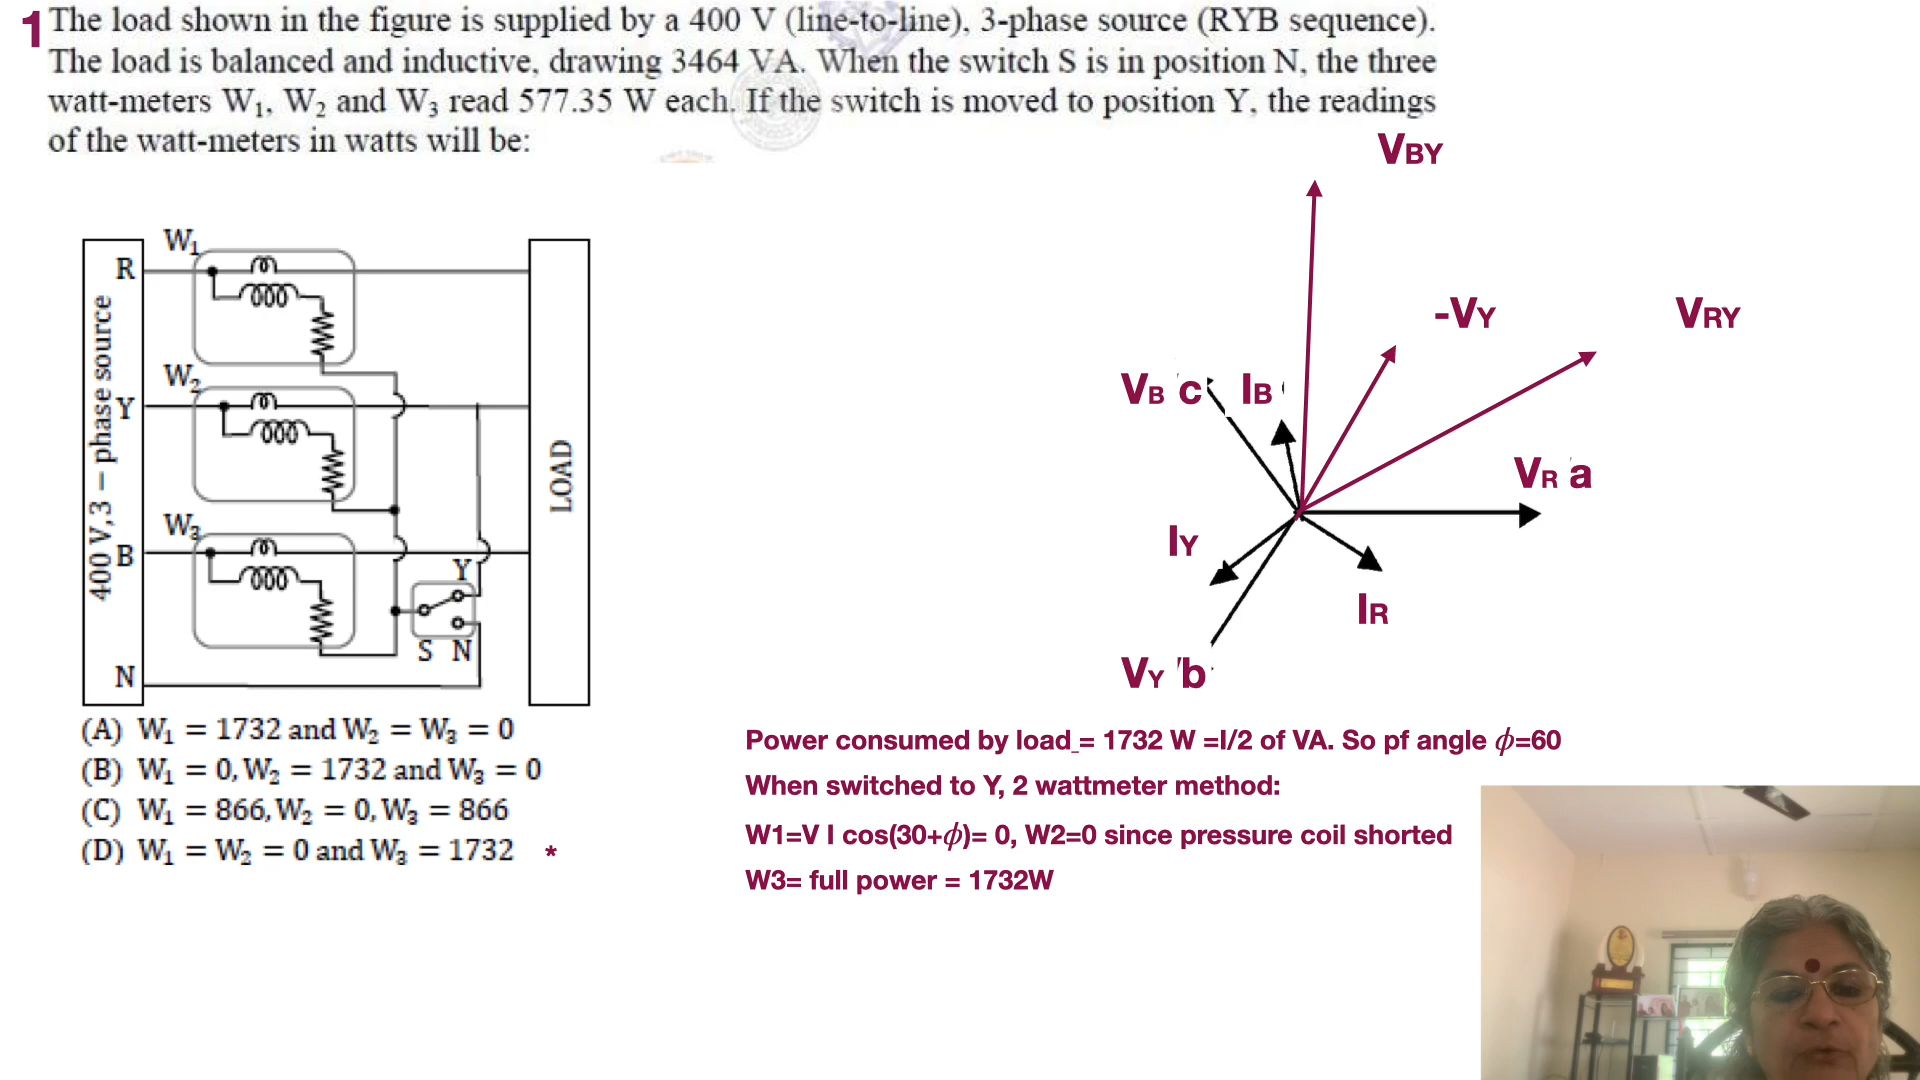 1 The load shown in the figure is supplied by a 400 V (line-to-line), 3-phase source (RYB sequence).
The load is balanced and inductive, drawing 3464 VA. When the switch S is in position N, the three
watt-meters W₁, W₂ and W₃ read 577.35 W each. If the switch is moved to position Y, the readings
of the watt-meters in watts will be:
W₁
R
W₂
Y
W₃
B
Y
S N
N
400 V, 3 – phase source
LOAD
(A) W₁ = 1732 and W₂ = W₃ = 0
(B) W₁ = 0, W₂ = 1732 and W₃ = 0
(C) W₁ = 866, W₂ = 0, W₃ = 866
(D) W₁ = W₂ = 0 and W₃ = 1732 *
VBY
-VY
VRY
VB c
IB
VR a
IY
IR
VY b
Power consumed by load = 1732 W =I/2 of VA. So pf angle ϕ=60
When switched to Y, 2 wattmeter method:
W1=V I cos(30+ϕ)= 0, W2=0 since pressure coil shorted
W3= full power = 1732W